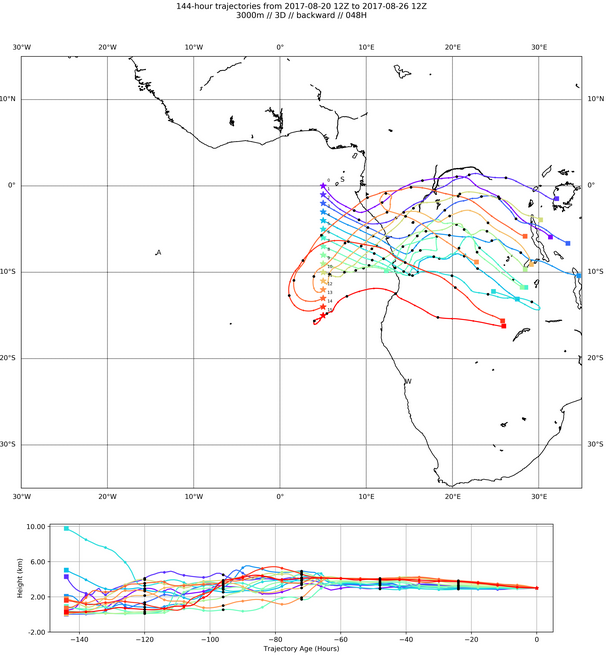 144-hour trajectories from 2017-08-20 12Z to 2017-08-26 12Z
3000m // 3D // backward // 048H
30°W 20°W 10°W 0° 10°E 20°E 30°E
10°N 10°N
0° S 0°
A
10°S 10°S
10
12
13
14
20°S 20°S
W
30°S 30°S
30°W 20°W 10°W 0° 10°E 20°E 30°E
10.00
6.00
2.00
-2.00
Height (km)
−140 −120 −100 −80 −60 −40 −20 0
Trajectory Age (Hours)